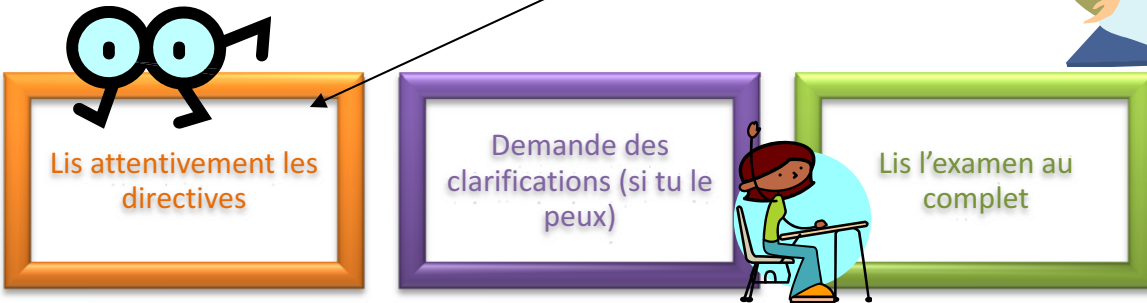 Lis attentivement les
directives
Demande des
clarifications (si tu le
peux)
Lis l’examen au
complet